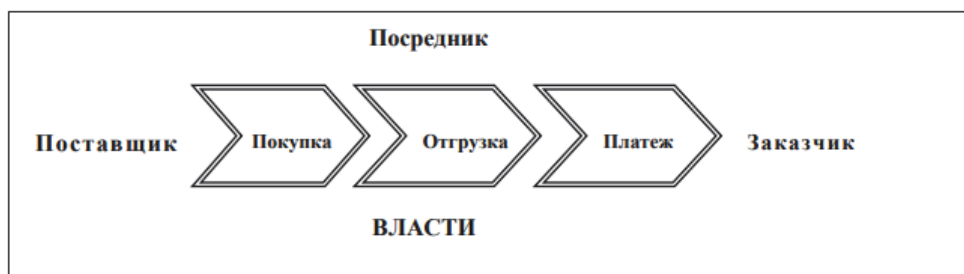 Посредник
Поставщик Покупка Отгрузка Платеж Заказчик
ВЛАСТИ